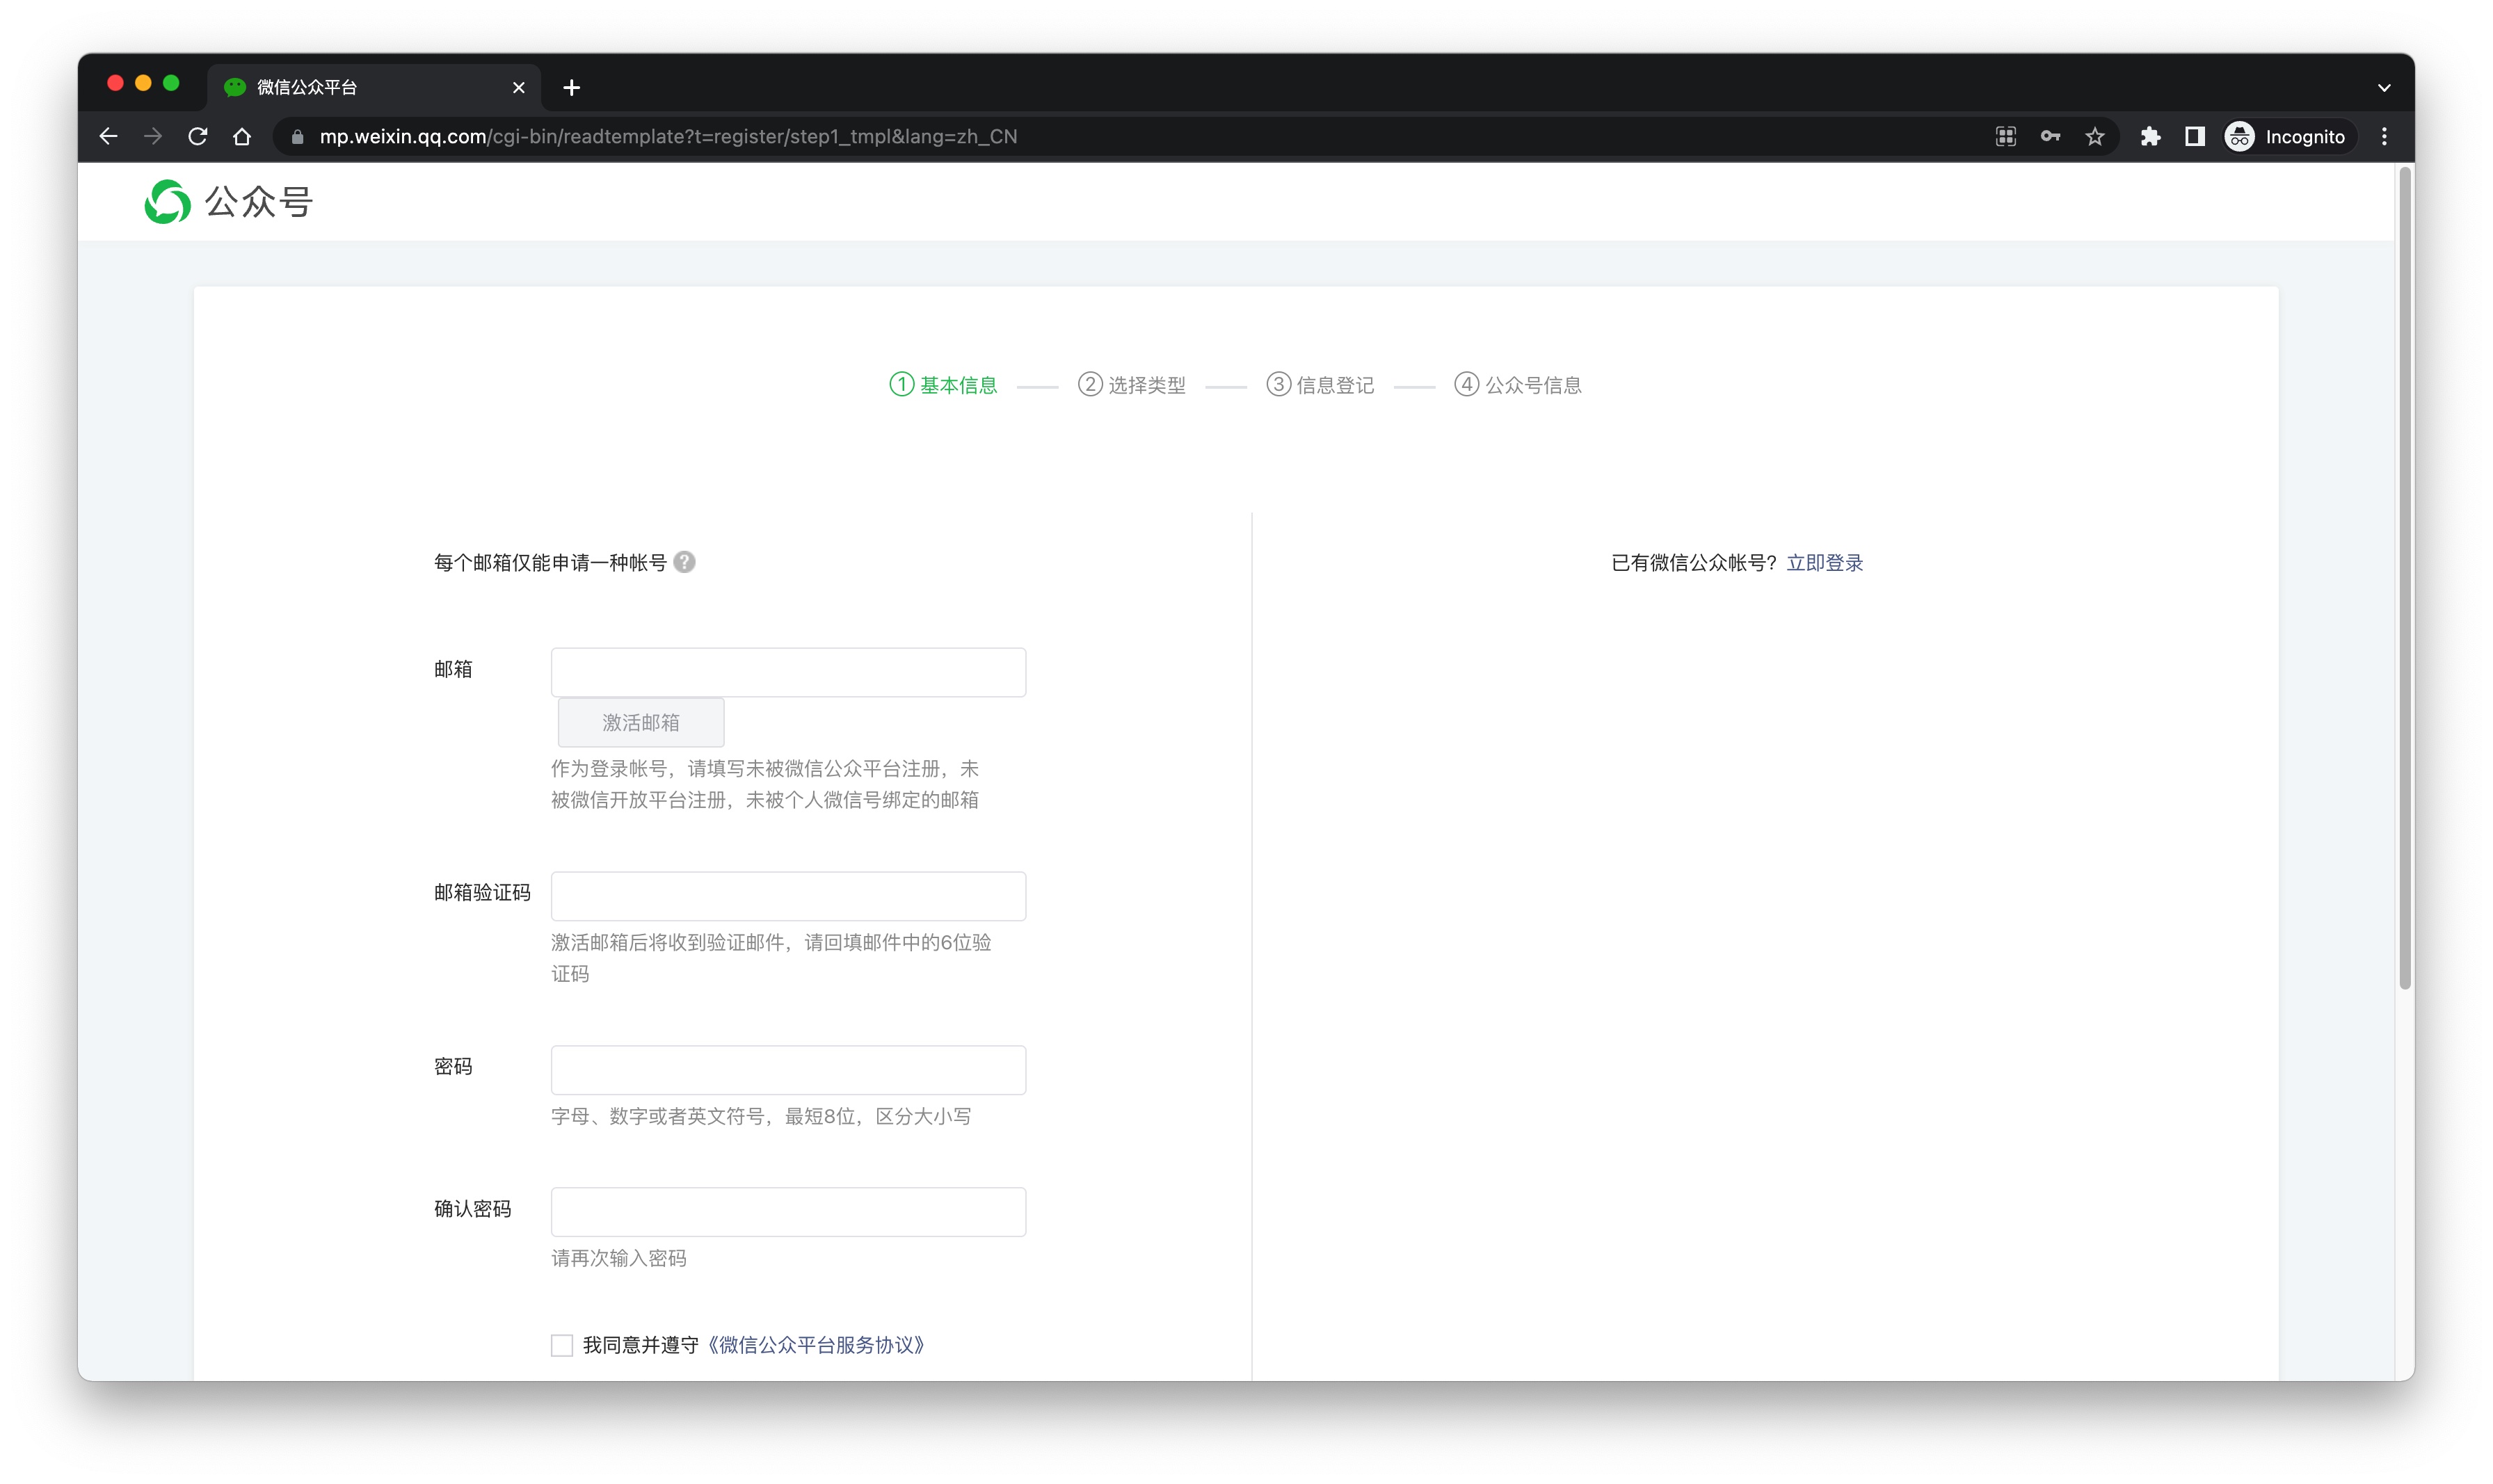 微信公众平台
mp.weixin.qq.com/cgi-bin/readtemplate?t=register/step1_tmpl&lang=zh_CN
Incognito
公众号
1 基本信息
2 选择类型
3 信息登记
4 公众号信息
每个邮箱仅能申请一种帐号 ?
已有微信公众帐号? 立即登录
邮箱
激活邮箱
作为登录帐号，请填写未被微信公众平台注册，未
被微信开放平台注册，未被个人微信号绑定的邮箱
邮箱验证码
激活邮箱后将收到验证邮件，请回填邮件中的6位验
证码
密码
字母、数字或者英文符号，最短8位，区分大小写
确认密码
请再次输入密码
我同意并遵守《微信公众平台服务协议》